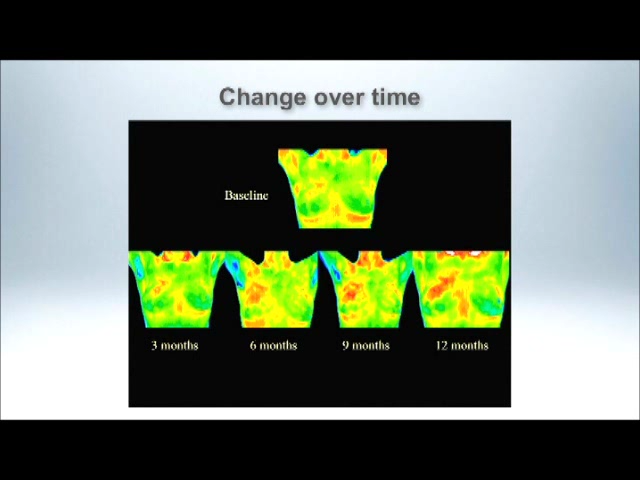 Change over time
Baseline
3 months
6 months
9 months
12 months